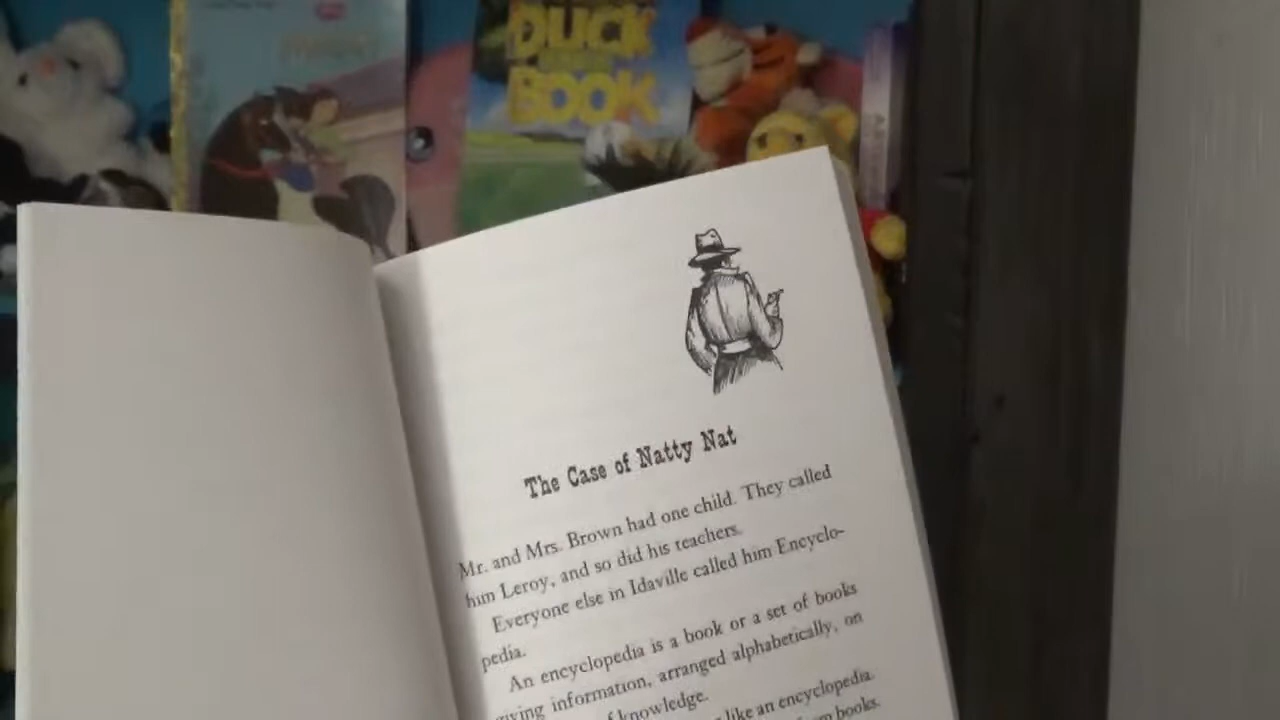 DUCK
BOOK
The Case of Natty Nat
Mr. and Mrs. Brown had one child. They called
him Leroy, and so did his teachers.
Everyone else in Idaville called him Encyclo-
pedia.
An encyclopedia is a book or a set of books
giving information, arranged alphabetically, on
of knowledge.
like an encyclopedia.
books.